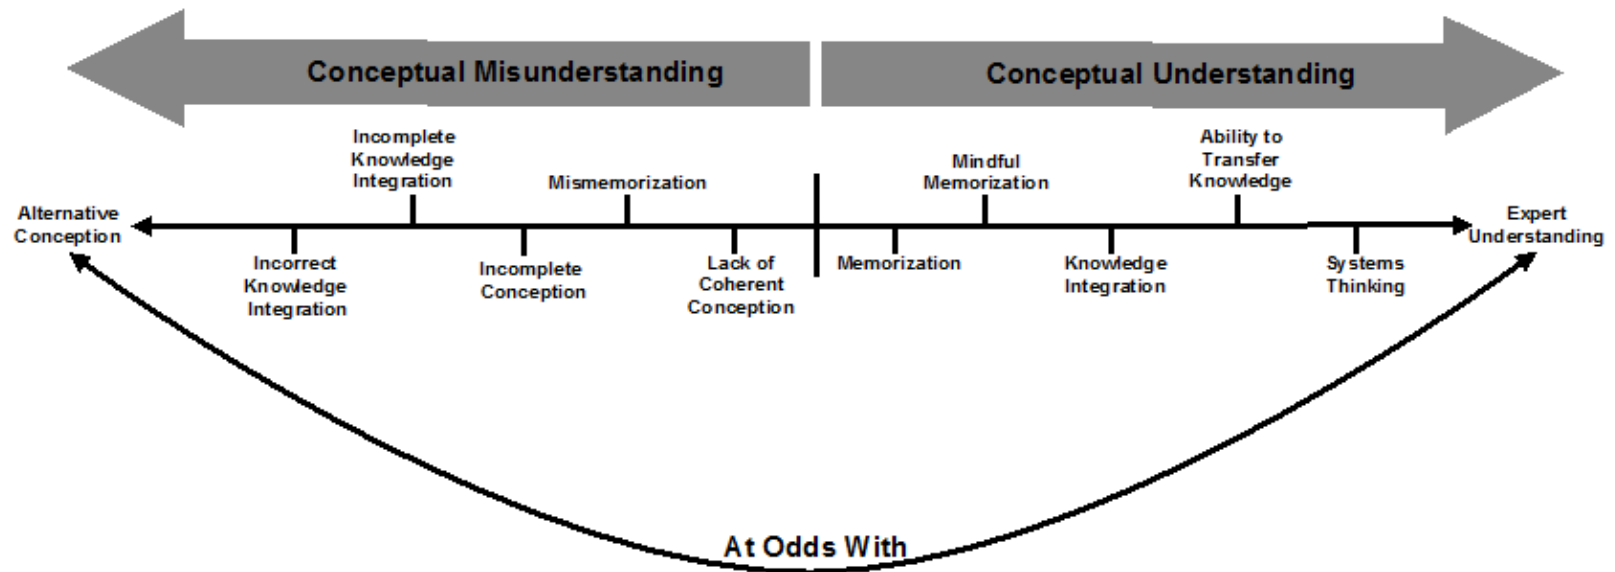 Conceptual Misunderstanding
Conceptual Understanding
Incomplete
Knowledge
Integration
Mismemorization
Mindful
Memorization
Ability to
Transfer
Knowledge
Alternative
Conception
Expert
Understanding
Incorrect
Knowledge
Integration
Incomplete
Conception
Lack of
Coherent
Conception
Memorization
Knowledge
Integration
Systems
Thinking
At Odds With